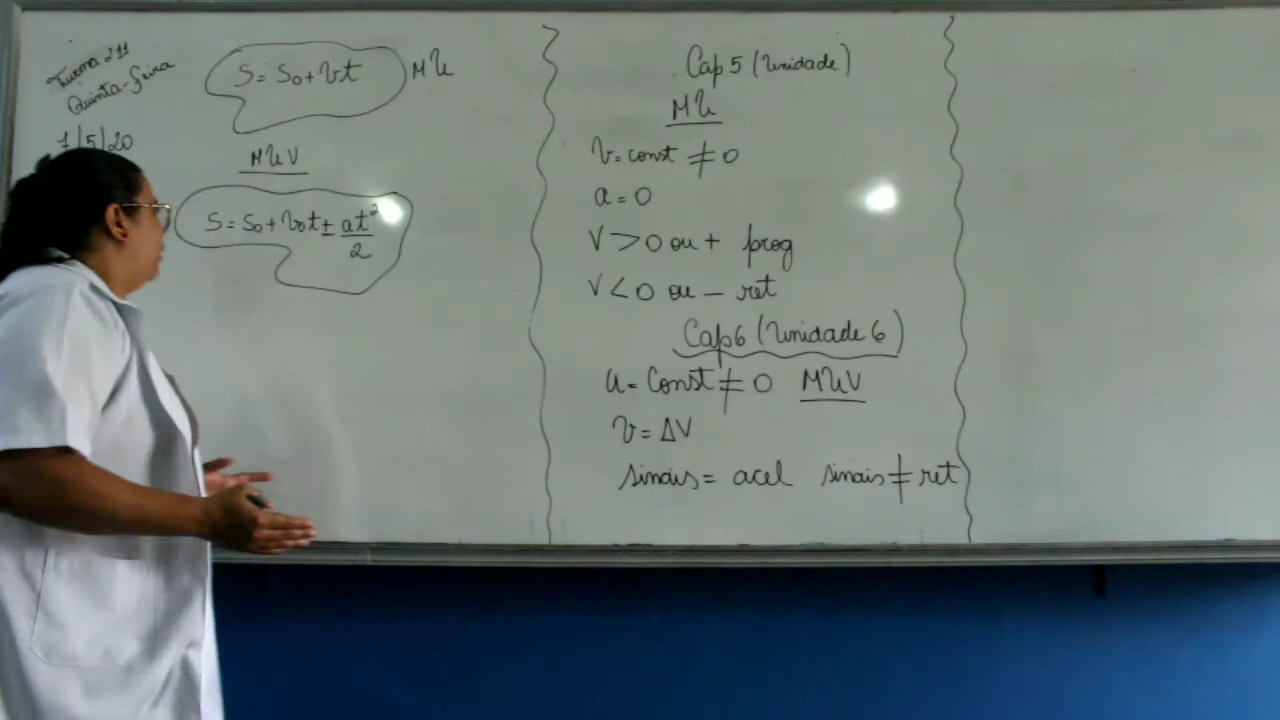 Turma 211
Quinta-feira
7/5/20
S = S0 + vt MU
MUV
S = S0 + v0t ± at²/2
Cap 5 (Unidade)
MU
v = const ≠ 0
a = 0
V > 0 ou + prog
V < 0 ou - ret
Cap 6 (Unidade 6)
a = Const ≠ 0 MUV
v = ΔV
sinais = acel sinais ≠ ret